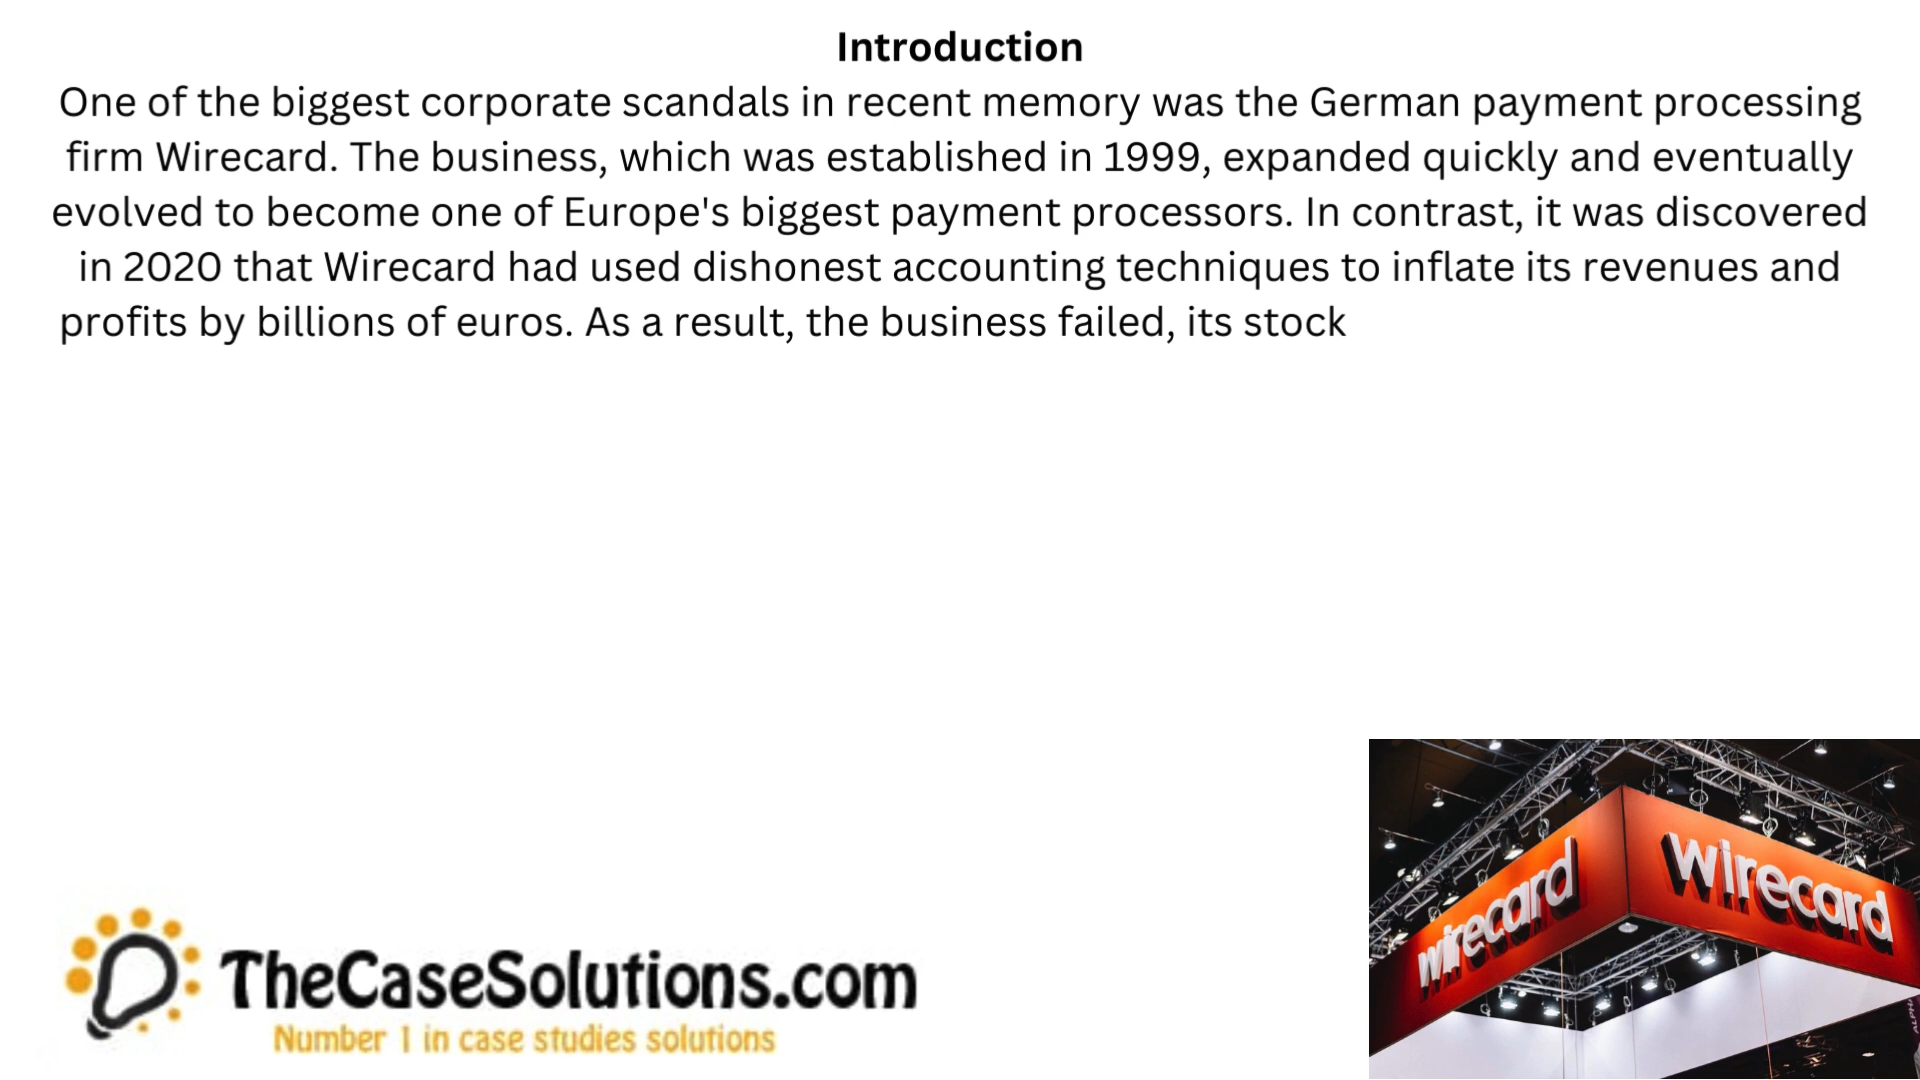 Introduction
One of the biggest corporate scandals in recent memory was the German payment processing
firm Wirecard. The business, which was established in 1999, expanded quickly and eventually
evolved to become one of Europe's biggest payment processors. In contrast, it was discovered
in 2020 that Wirecard had used dishonest accounting techniques to inflate its revenues and
profits by billions of euros. As a result, the business failed, its stock
wirecard
wirecard
TheCaseSolutions.com
Number 1 in case studies solutions